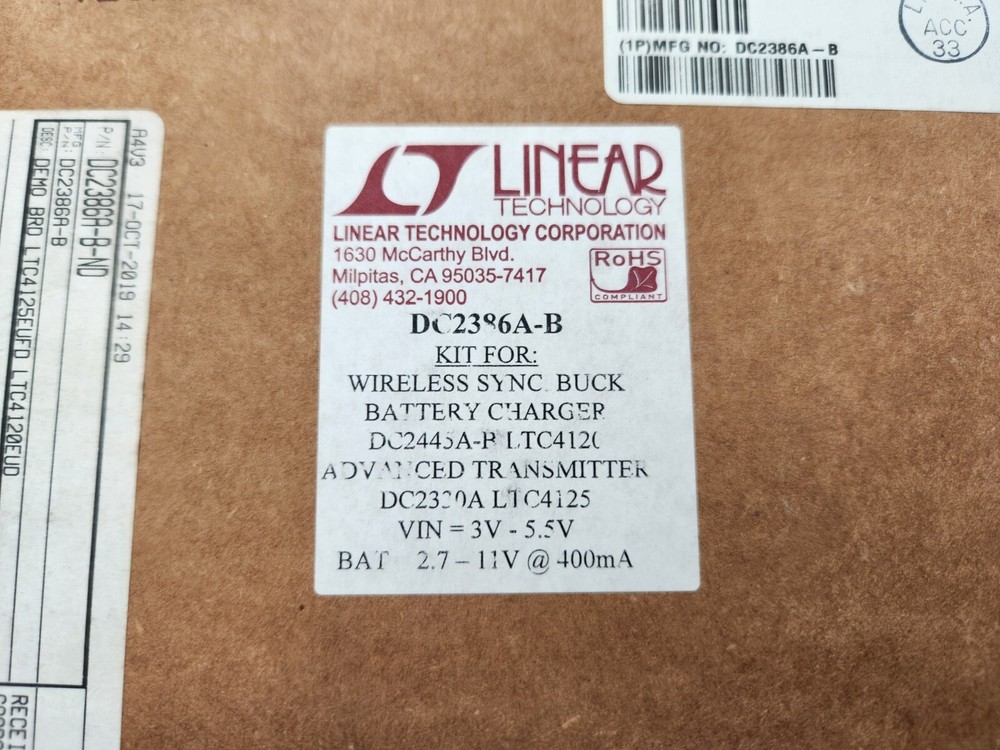 (1P)MFG NO: DC2386A-B
ACC
33
A4V3 17-OCT-2019 14:29
P/N: DC2386A-B-ND
MFG P/N: DC2386A-B
DESC: DEMO BRD LTC4125EUFD LTC4120EUD
LINEAR
TECHNOLOGY
LINEAR TECHNOLOGY CORPORATION
1630 McCarthy Blvd.
Milpitas, CA 95035-7417
(408) 432-1900
RoHS
COMPLIANT
DC2386A-B
KIT FOR:
WIRELESS SYNC. BUCK
BATTERY CHARGER
DC2445A-B LTC4120
ADVANCED TRANSMITTER
DC2330A LTC4125
VIN = 3V - 5.5V
BAT 2.7 – 11V @ 400mA